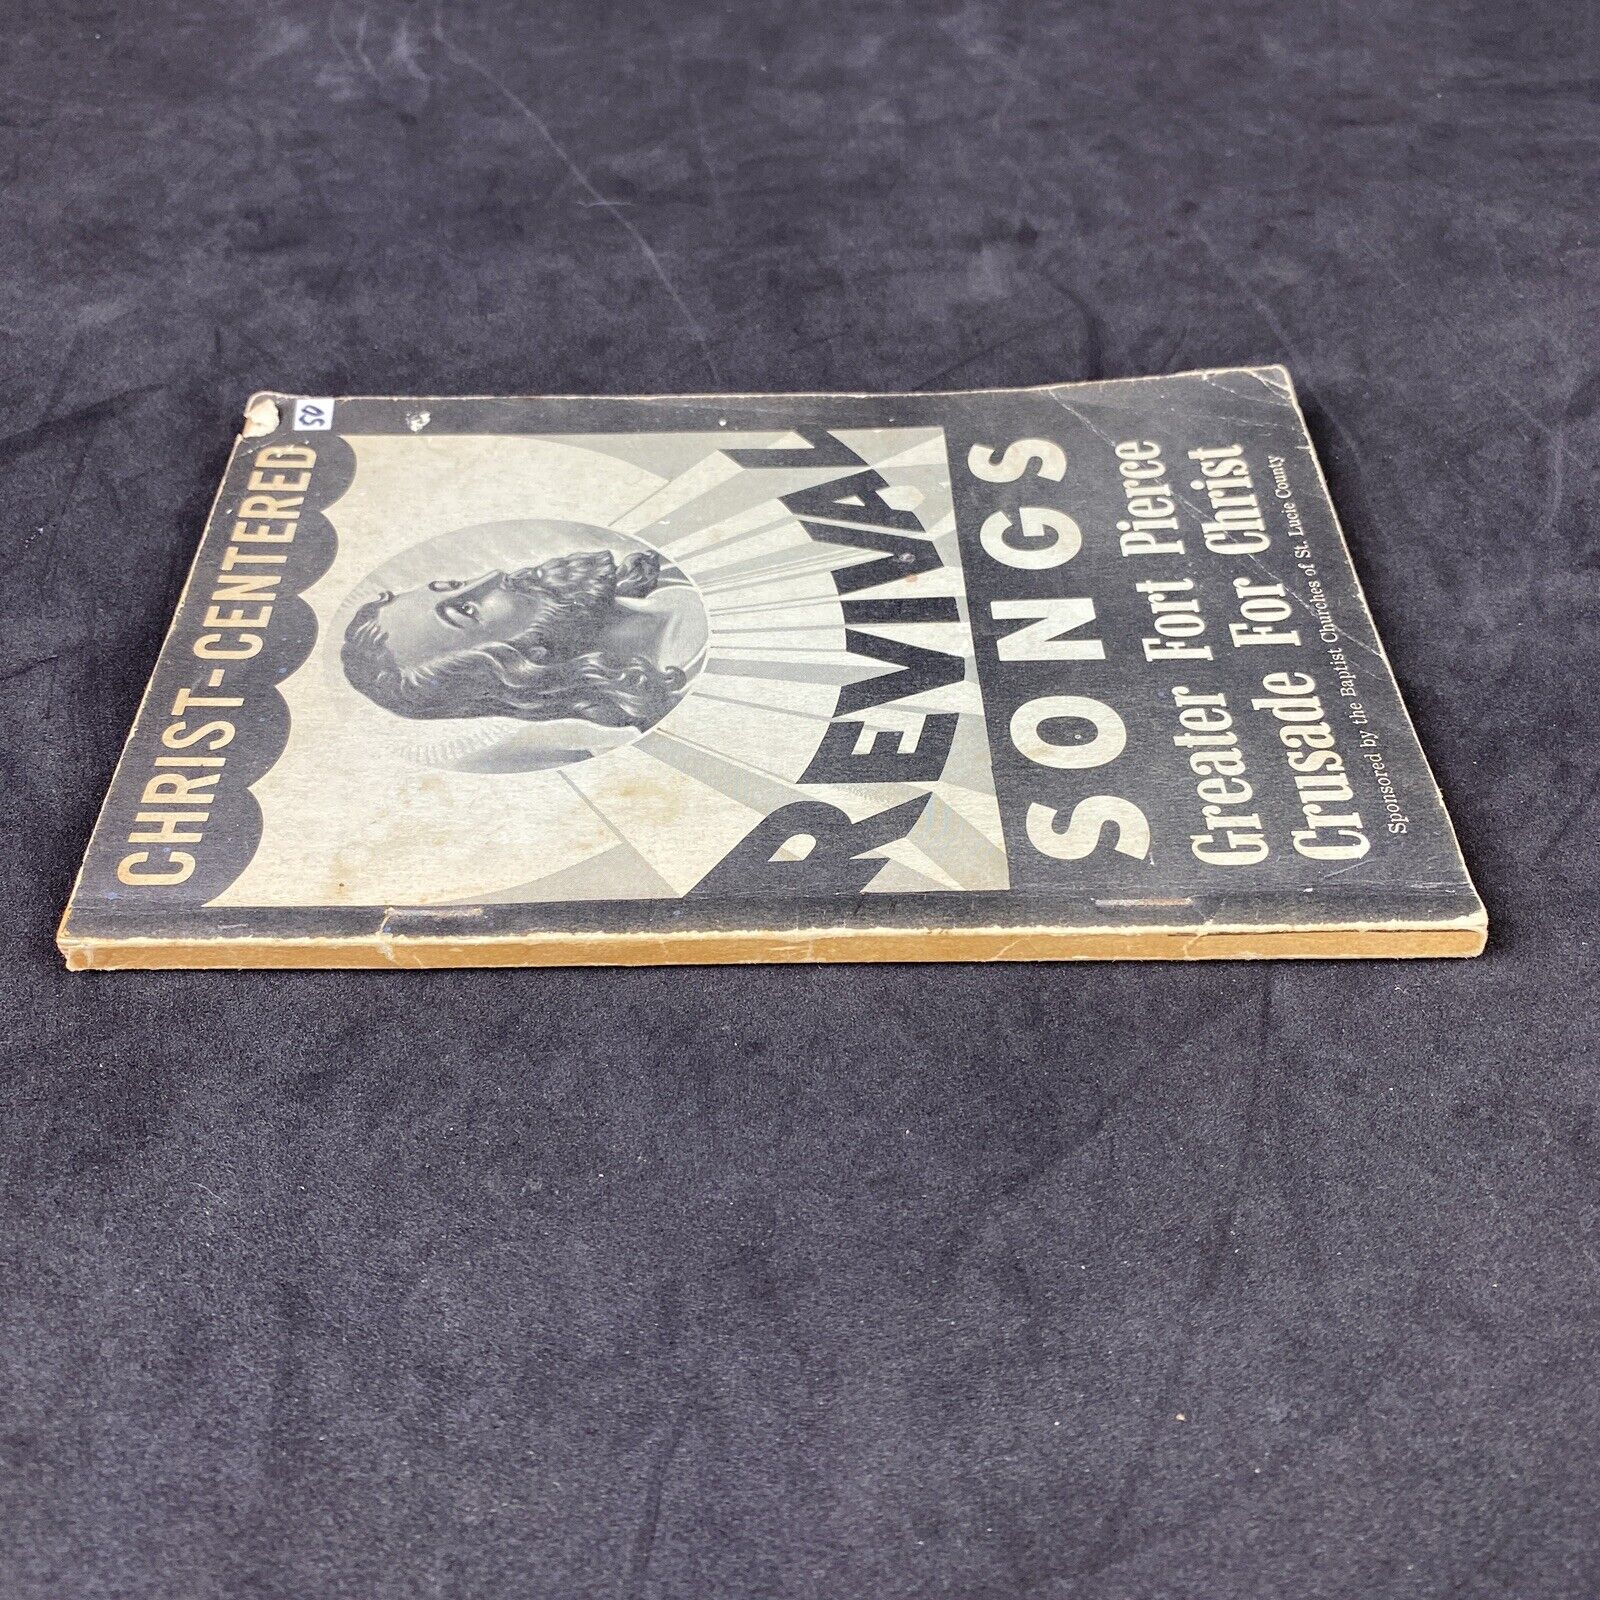 50
CHRIST-CENTERED
REVIVAL
SONGS
Greater Fort Pierce
Crusade For Christ
Sponsored by the Baptist Churches of St. Lucie County